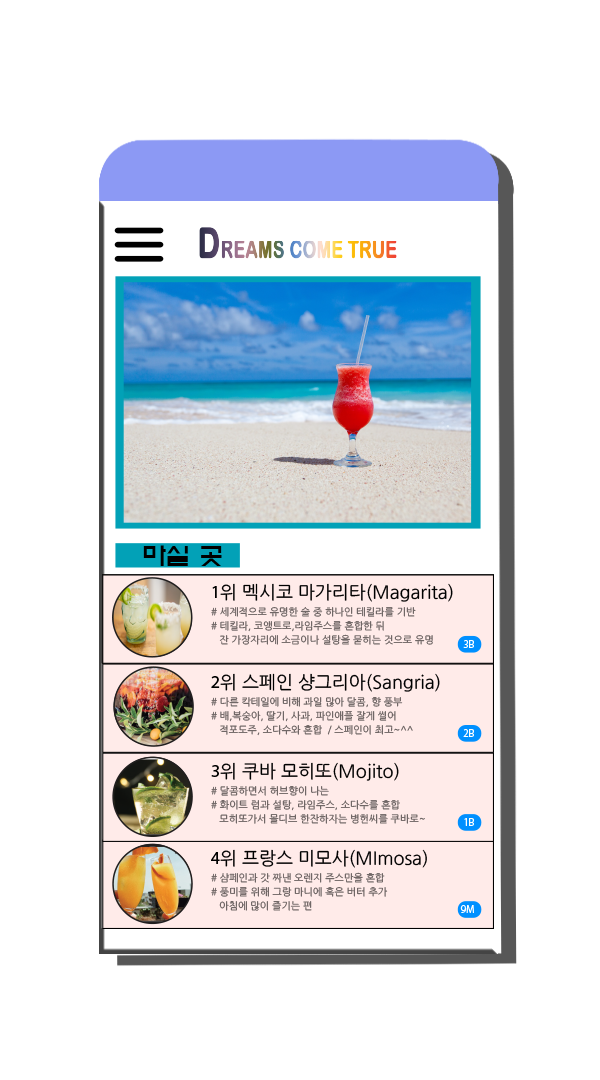 DREAMS COME TRUE
마실 곳
1위 멕시코 마가리타(Magarita)
# 세계적으로 유명한 술 중 하나인 테킬라를 기반
# 테킬라, 코앵트로,라임주스를 혼합한 뒤
잔 가장자리에 소금이나 설탕을 묻히는 것으로 유명
3B
2위 스페인 샹그리아(Sangria)
# 다른 칵테일에 비해 과일 많아 달콤, 향 풍부
# 배,복숭아, 딸기, 사과, 파인애플 잘게 썰어
적포도주, 소다수와 혼합 / 스페인이 최고~^^
2B
3위 쿠바 모히또(Mojito)
# 달콤하면서 허브향이 나는
# 화이트 럼과 설탕, 라임주스, 소다수를 혼합
모히또가서 몰디브 한잔하자는 병헌씨를 쿠바로~
1B
4위 프랑스 미모사(MImosa)
# 샴페인과 갓 짜낸 오렌지 주스만을 혼합
# 풍미를 위해 그랑 마니에 혹은 버터 추가
아침에 많이 즐기는 편
9M